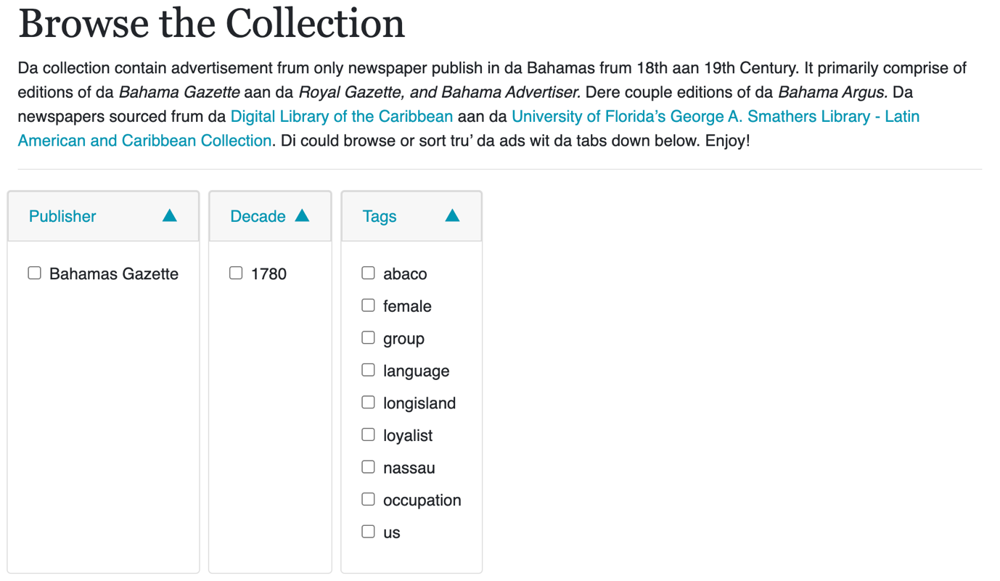 Browse the Collection
Da collection contain advertisement frum only newspaper publish in da Bahamas frum 18th aan 19th Century. It primarily comprise of
editions of da Bahama Gazette aan da Royal Gazette, and Bahama Advertiser. Dere couple editions of da Bahama Argus. Da
newspapers sourced frum da Digital Library of the Caribbean aan da University of Florida’s George A. Smathers Library - Latin
American and Caribbean Collection. Di could browse or sort tru’ da ads wit da tabs down below. Enjoy!
Publisher ▲
Bahamas Gazette
Decade ▲
1780
Tags ▲
abaco
female
group
language
longisland
loyalist
nassau
occupation
us